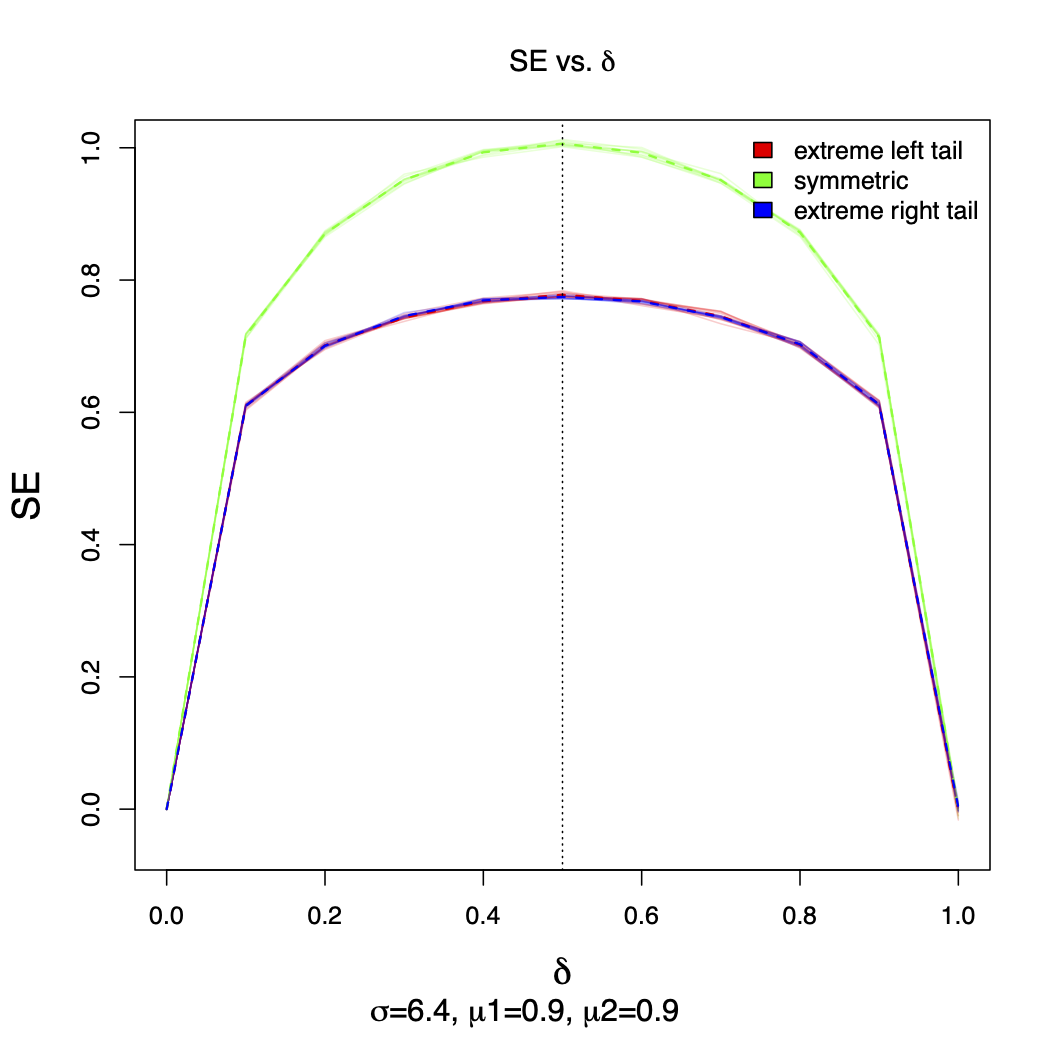 SE vs. δ
extreme left tail
symmetric
extreme right tail
SE
1.0
0.8
0.6
0.4
0.2
0.0
0.0 0.2 0.4 0.6 0.8 1.0
δ
σ=6.4, μ1=0.9, μ2=0.9